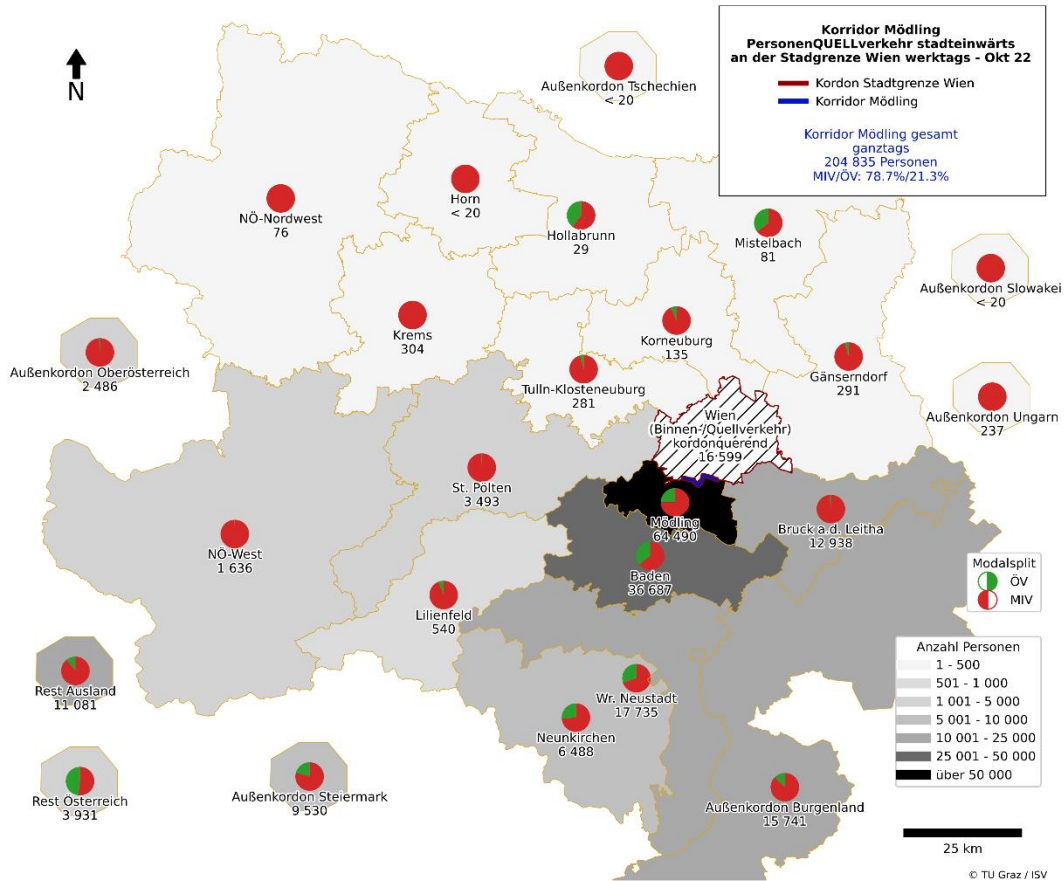 Korridor Mödling
PersonenQUELLverkehr stadteinwärts
an der Stadgrenze Wien werktags - Okt 22
Kordon Stadtgrenze Wien
Korridor Mödling
Korridor Mödling gesamt
ganztags
204 835 Personen
MIV/ÖV: 78.7%/21.3%
N
Außenkordon Tschechien
< 20
Horn
< 20
NÖ-Nordwest
76
Hollabrunn
29
Mistelbach
81
Außenkordon Slowakei
< 20
Krems
304
Korneuburg
135
Außenkordon Oberösterreich
2 486
Tulln-Klosteneuburg
281
Gänserndorf
291
Außenkordon Ungarn
237
Wien
(Binnen-/Quellverkehr)
kordonquerend
16 599
St. Pölten
3 493
Mödling
64 490
Bruck a.d. Leitha
12 938
NÖ-West
1 636
Baden
36 687
Lilienfeld
540
Modalsplit
ÖV
MIV
Anzahl Personen
1 - 500
501 - 1 000
1 001 - 5 000
5 001 - 10 000
10 001 - 25 000
25 001 - 50 000
über 50 000
Rest Ausland
11 081
Wr. Neustadt
17 735
Neunkirchen
6 488
Rest Österreich
3 931
Außenkordon Steiermark
9 530
Außenkordon Burgenland
15 741
25 km
© TU Graz / ISV